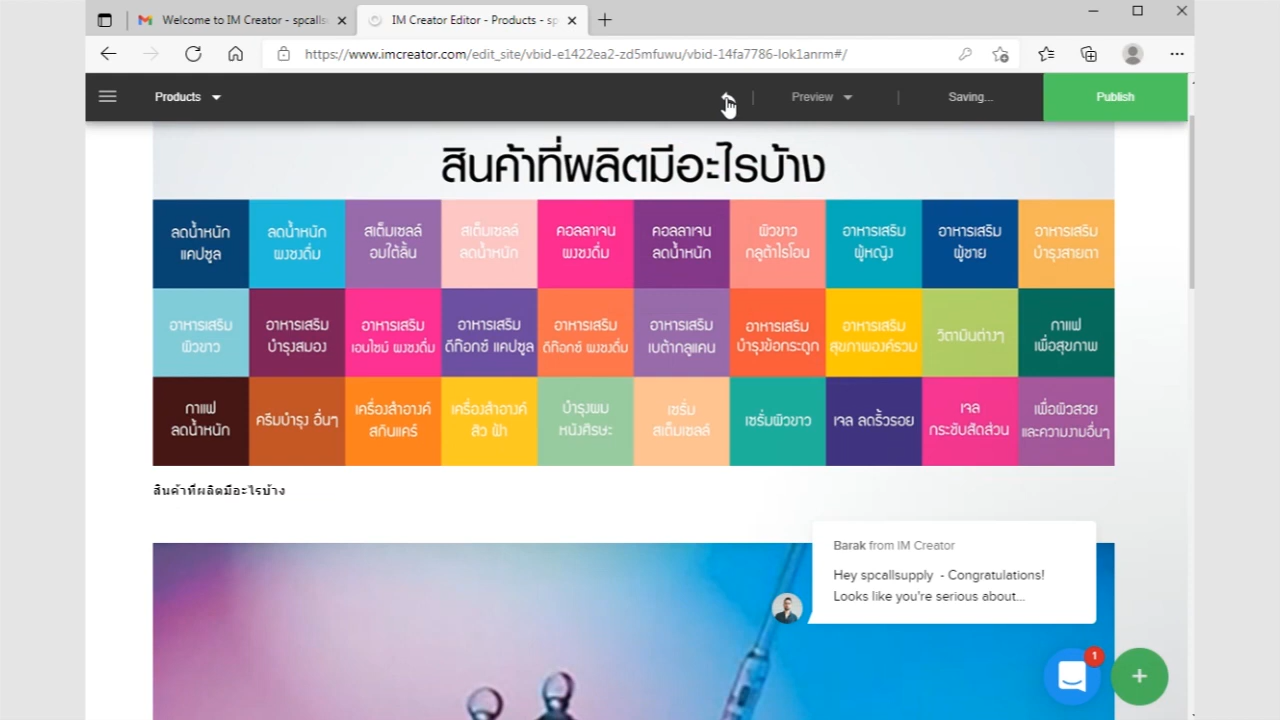 Welcome to IM Creator - spcalls
IM Creator Editor - Products - sp
https://www.imcreator.com/edit_site/vbid-e1422ea2-zd5mfuwu/vbid-14fa7786-lok1anrm#/
Products
Preview
Saving...
Publish
สินค้าที่ผลิตมีอะไรบ้าง
ลดน้ำหนัก
แคปซูล
ลดน้ำหนัก
ผงชงดื่ม
สเต็มเซลล์
อมใต้ลิ้น
สเต็มเซลล์
ลดน้ำหนัก
คอลลาเจน
ผงชงดื่ม
คอลลาเจน
ลดน้ำหนัก
ผิวขาว
กลูต้าไธโอน
อาหารเสริม
ผู้หญิง
อาหารเสริม
ผู้ชาย
อาหารเสริม
บำรุงสายตา
อาหารเสริม
ผิวขาว
อาหารเสริม
บำรุงสมอง
อาหารเสริม
เอนไซม์ ผงชงดื่ม
อาหารเสริม
ดีท๊อกซ์ แคปซูล
อาหารเสริม
ดีท๊อกซ์ ผงชงดื่ม
อาหารเสริม
เบต้ากลูแคน
อาหารเสริม
บำรุงข้อกระดูก
อาหารเสริม
สุขภาพองค์รวม
วิตามินต่างๆ
กาแฟ
เพื่อสุขภาพ
กาแฟ
ลดน้ำหนัก
ครีมบำรุง อื่นๆ
เครื่องสำอางค์
สกินแคร์
เครื่องสำอางค์
สิว ฝ้า
บำรุงผม
หนังศีรษะ
เซรั่ม
สเต็มเซลล์
เซรั่มผิวขาว
เจล ลดริ้วรอย
เจล
กระชับสัดส่วน
เพื่อผิวสวย
และความงามอื่นๆ
สินค้าที่ผลิตมีอะไรบ้าง
Barak from IM Creator
Hey spcallsupply - Congratulations!
Looks like you're serious about...
1